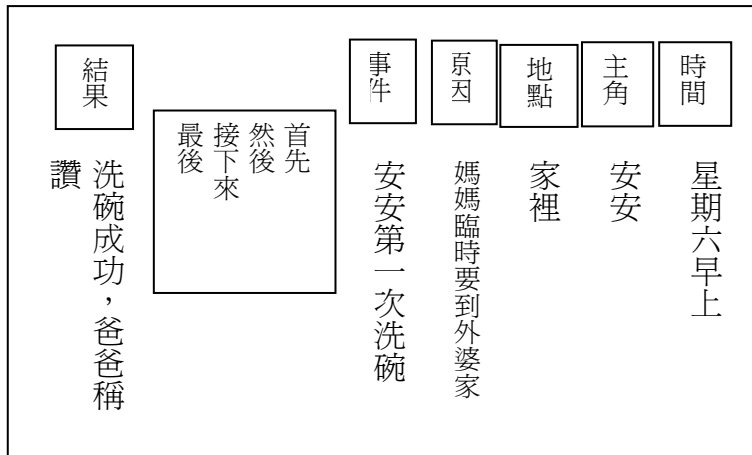 時間
星期六早上
主角
安安
地點
家裡
原因
媽媽臨時要到外婆家
事件
安安第一次洗碗
首先
然後
接下來
最後
結果
洗碗成功，爸爸稱
讚